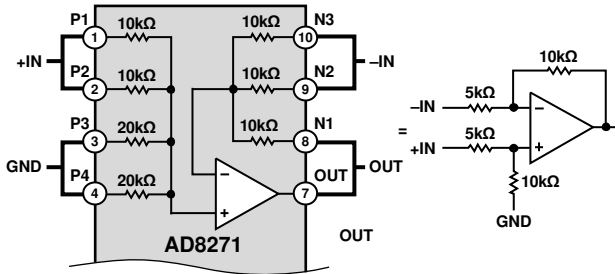 P1
10kΩ
10kΩ
N3
1
10
+IN
–IN
P2
10kΩ
10kΩ
N2
2
9
P3
20kΩ
10kΩ
N1
3
8
GND
OUT
P4
20kΩ
–
OUT
4
+
7
AD8271
OUT
=
10kΩ
–IN
5kΩ
–
+IN
5kΩ
+
10kΩ
GND